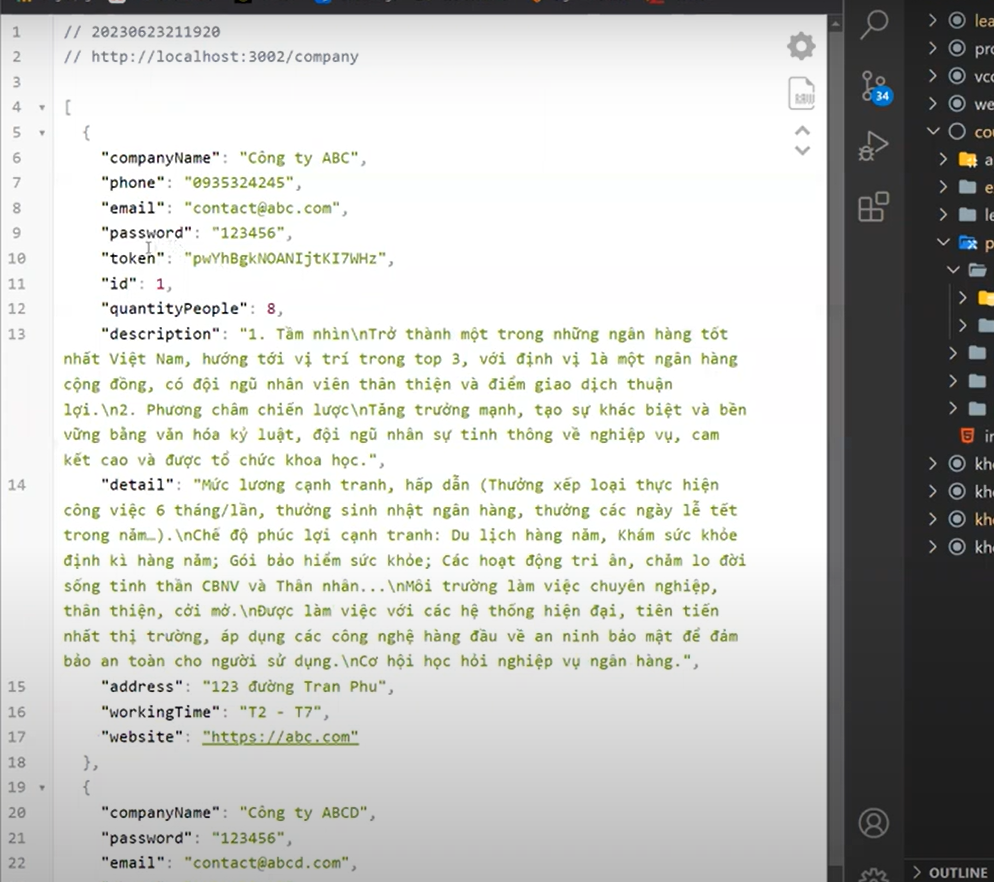 1 // 20230623211920
2 // http://localhost:3002/company
3
4 [
5 {
6 "companyName": "Công ty ABC",
7 "phone": "0935324245",
8 "email": "contact@abc.com",
9 "password": "123456",
10 "token": "pwYhBgkNOANIjtKI7WHz",
11 "id": 1,
12 "quantityPeople": 8,
13 "description": "1. Tầm nhìn\nTrở thành một trong những ngân hàng tốt
nhất Việt Nam, hướng tới vị trí trong top 3, với định vị là một ngân hàng
cộng đồng, có đội ngũ nhân viên thân thiện và điểm giao dịch thuận
lợi.\n2. Phương châm chiến lược\nTăng trưởng mạnh, tạo sự khác biệt và bền
vững bằng văn hóa kỷ luật, đội ngũ nhân sự tinh thông về nghiệp vụ, cam
kết cao và được tổ chức khoa học.",
14 "detail": "Mức lương cạnh tranh, hấp dẫn (Thưởng xếp loại thực hiện
công việc 6 tháng/lần, thưởng sinh nhật ngân hàng, thưởng các ngày lễ tết
trong năm…).\nChế độ phúc lợi cạnh tranh: Du lịch hàng năm, Khám sức khỏe
định kì hàng năm; Gói bảo hiểm sức khỏe; Các hoạt động tri ân, chăm lo đời
sống tinh thần CBNV và Thân nhân...\nMôi trường làm việc chuyên nghiệp,
thân thiện, cởi mở.\nĐược làm việc với các hệ thống hiện đại, tiên tiến
nhất thị trường, áp dụng các công nghệ hàng đầu về an ninh bảo mật để đảm
bảo an toàn cho người sử dụng.\nCơ hội học hỏi nghiệp vụ ngân hàng.",
15 "address": "123 đường Tran Phu",
16 "workingTime": "T2 - T7",
17 "website": "https://abc.com"
18 },
19 {
20 "companyName": "Công ty ABCD",
21 "password": "123456",
22 "email": "contact@abcd.com",
RAW
34
OUTLINE